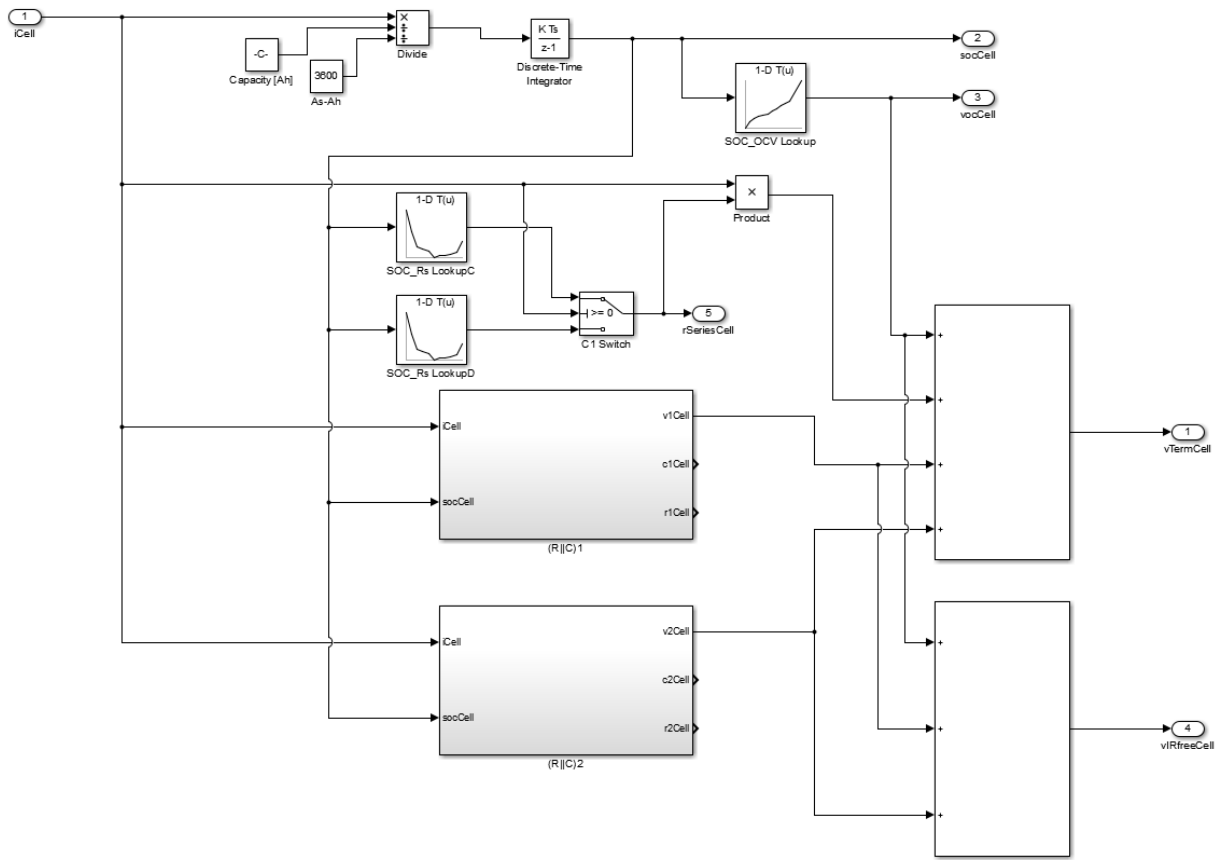 1
iCell
×
÷
÷
Divide
-C-
Capacity [Ah]
3600
As-Ah
K Ts
z-1
Discrete-Time
Integrator
2
socCell
1-D T(u)
SOC_OCV Lookup
3
vocCell
1-D T(u)
SOC_Rs LookupC
×
Product
1-D T(u)
SOC_Rs LookupD
>= 0
C1 Switch
5
rSeriesCell
iCell
socCell
v1Cell
c1Cell
r1Cell
(R||C)1
+
+
+
+
1
vTermCell
iCell
socCell
v2Cell
c2Cell
r2Cell
(R||C)2
+
+
+
4
vIRfreeCell